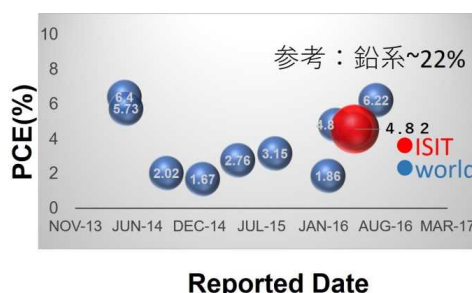 10
参考：鉛系~22%
8
6.4
5.73
6.22
6
4.8
4.82
PCE(%)
4
ISIT
3.15
2.76
world
2.02
1.67
1.86
2
0
NOV-13 JUN-14 DEC-14 JUL-15 JAN-16 AUG-16 MAR-17
Reported Date